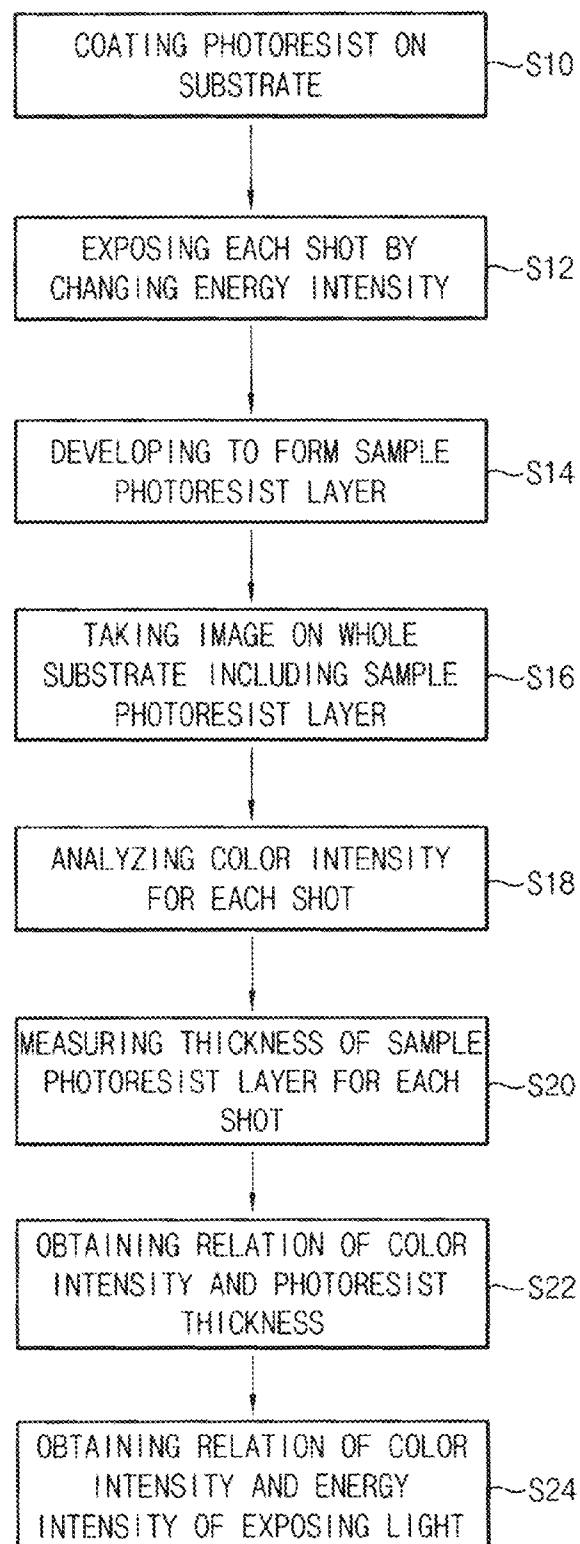 COATING PHOTORESIST ON
SUBSTRATE
S10
EXPOSING EACH SHOT BY
CHANGING ENERGY INTENSITY
S12
DEVELOPING TO FORM SAMPLE
PHOTORESIST LAYER
S14
TAKING IMAGE ON WHOLE
SUBSTRATE INCLUDING SAMPLE
PHOTORESIST LAYER
S16
ANALYZING COLOR INTENSITY
FOR EACH SHOT
S18
MEASURING THICKNESS OF SAMPLE
PHOTORESIST LAYER FOR EACH
SHOT
S20
OBTAINING RELATION OF COLOR
INTENSITY AND PHOTORESIST
THICKNESS
S22
OBTAINING RELATION OF COLOR
INTENSITY AND ENERGY
INTENSITY OF EXPOSING LIGHT
S24